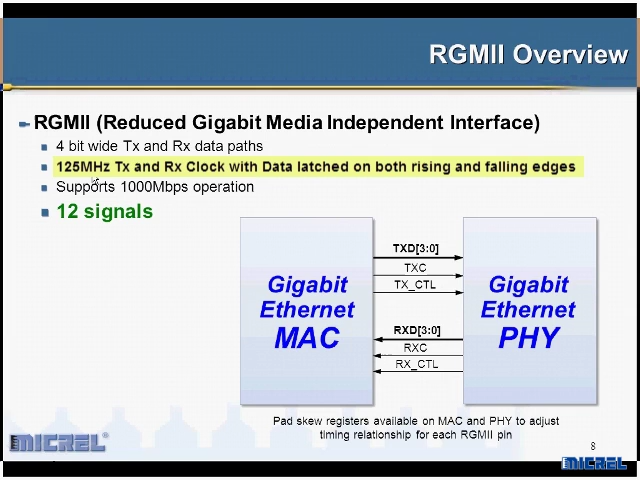 RGMII Overview
RGMII (Reduced Gigabit Media Independent Interface)
4 bit wide Tx and Rx data paths
125MHz Tx and Rx Clock with Data latched on both rising and falling edges
Supports 1000Mbps operation
12 signals
Gigabit
Ethernet
MAC
TXD[3:0]
TXC
TX_CTL
RXD[3:0]
RXC
RX_CTL
Gigabit
Ethernet
PHY
Pad skew registers available on MAC and PHY to adjust
timing relationship for each RGMII pin
MICREL®
8
MICREL